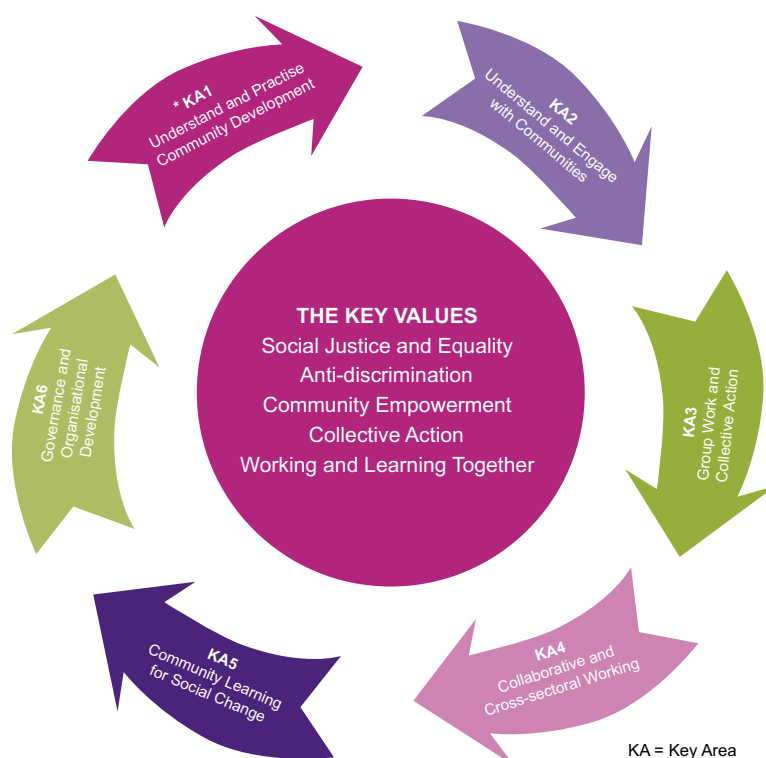 * KA1
Understand and Practise
Community Development
KA2
Understand and Engage
with Communities
KA3
Group Work and
Collective Action
KA4
Collaborative and
Cross-sectoral Working
KA5
Community Learning
for Social Change
KA6
Governance and
Organisational
Development
THE KEY VALUES
Social Justice and Equality
Anti-discrimination
Community Empowerment
Collective Action
Working and Learning Together
KA = Key Area